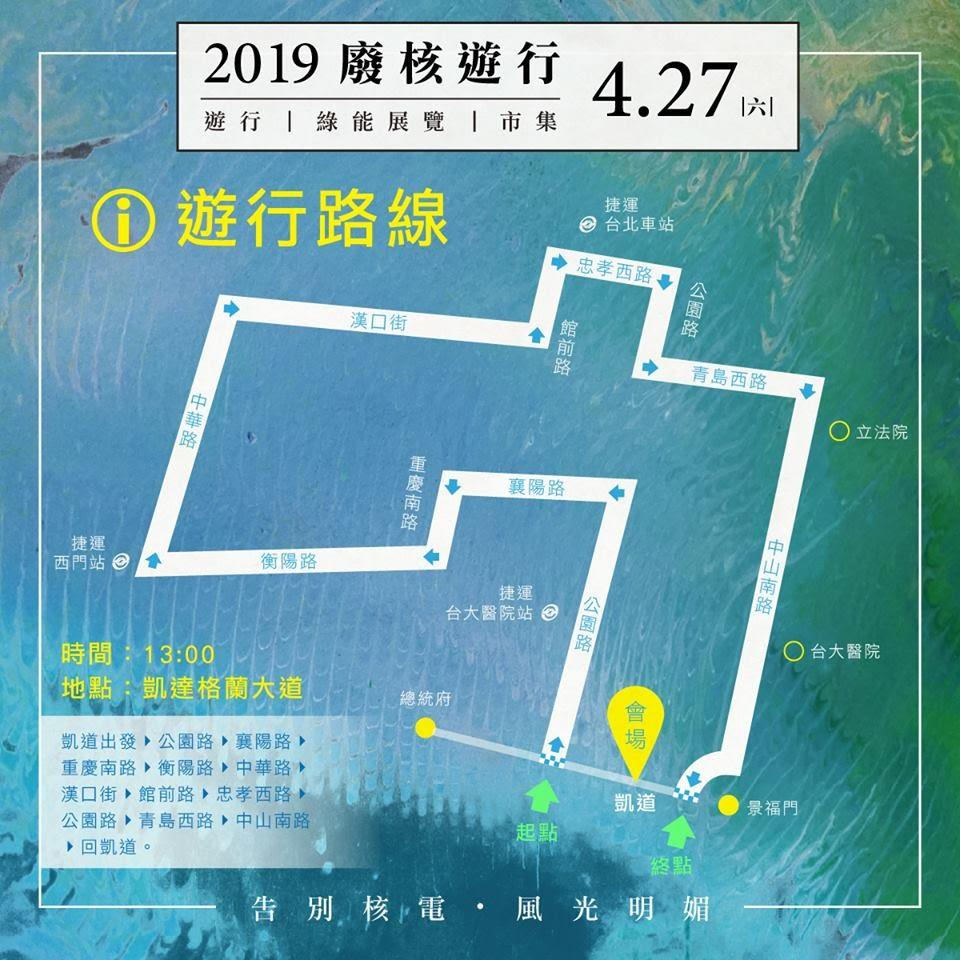 2019 廢核遊行
遊行 | 綠能展覽 | 市集
4.27 |六|
i 遊行路線
捷運
台北車站
忠孝西路
公園路
漢口街
館前路
青島西路
中華路
立法院
重慶南路
襄陽路
捷運
西門站
衡陽路
中山南路
捷運
台大醫院站
公園路
時間：13:00
地點：凱達格蘭大道
台大醫院
總統府
會場
凱道出發▶公園路▶襄陽路▶
重慶南路▶衡陽路▶中華路▶
漢口街▶館前路▶忠孝西路▶
公園路▶青島西路▶中山南路
▶回凱道。
凱道
景福門
起點
終點
告別核電・風光明媚